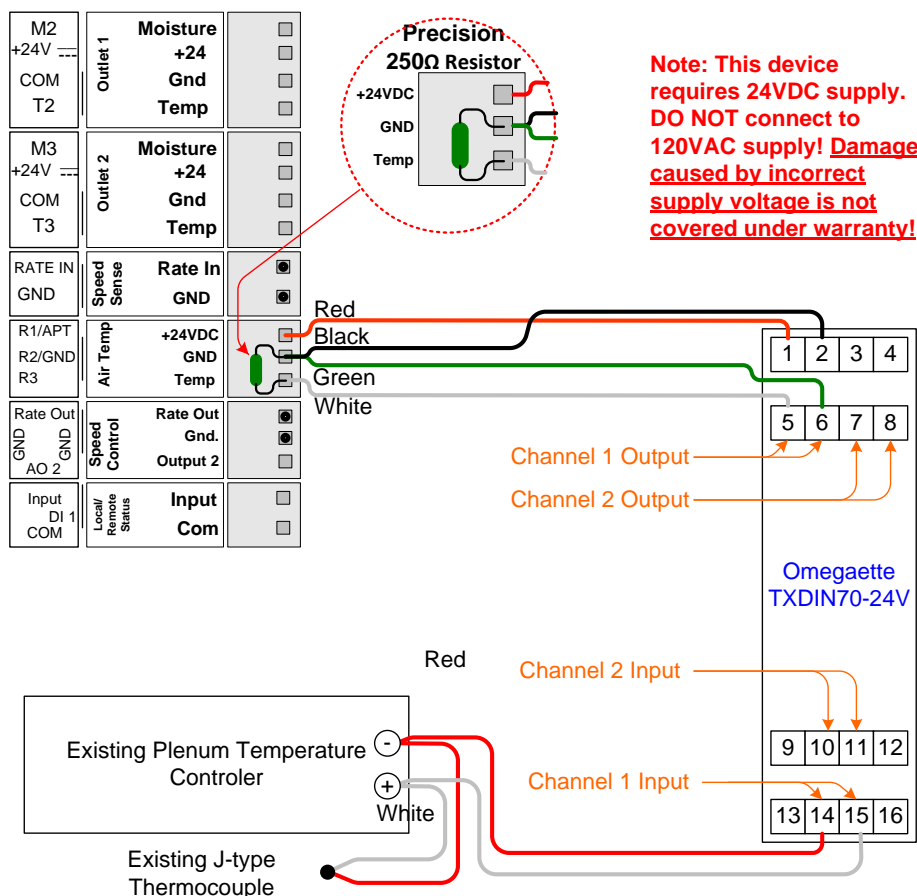 M2
+24V
COM
T2
Outlet 1
Moisture
+24
Gnd
Temp
M3
+24V
COM
T3
Outlet 2
Moisture
+24
Gnd
Temp
RATE IN
GND
Speed
Sense
Rate In
GND
R1/APT
R2/GND
R3
Air Temp
+24VDC
GND
Temp
Rate Out
GND
GND
AO 2
Speed
Control
Rate Out
Gnd.
Output 2
Input
DI 1
COM
Local/
Remote
Status
Input
Com
Precision
250Ω Resistor
+24VDC
GND
Temp
Note: This device
requires 24VDC supply.
DO NOT connect to
120VAC supply! Damage
caused by incorrect
supply voltage is not
covered under warranty!
Red
Black
Green
White
1 2 3 4
5 6 7 8
Channel 1 Output
Channel 2 Output
Omegaette
TXDIN70-24V
Red
Channel 2 Input
9 10 11 12
Channel 1 Input
13 14 15 16
Existing Plenum Temperature
Controler
-
+
White
Existing J-type
Thermocouple